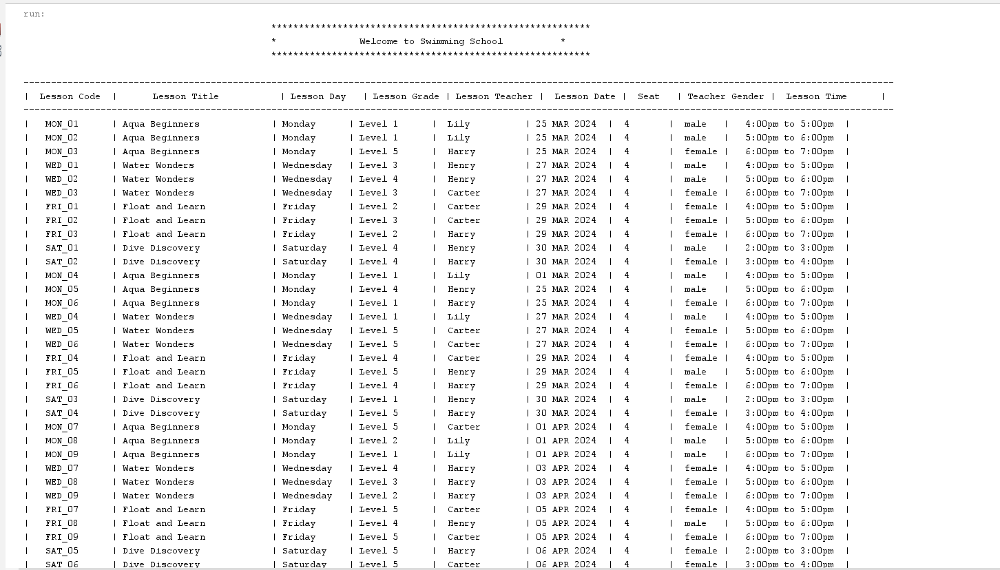 run:
**********************************************************
* Welcome to Swimming School *
**********************************************************
--------------------------------------------------------------------------------------------------------------------------------------------------------------
| Lesson Code | Lesson Title | Lesson Day | Lesson Grade | Lesson Teacher | Lesson Date | Seat | Teacher Gender | Lesson Time |
--------------------------------------------------------------------------------------------------------------------------------------------------------------
| MON_01 | Aqua Beginners | Monday | Level 1 | Lily | 25 MAR 2024 | 4 | male | 4:00pm to 5:00pm |
| MON_02 | Aqua Beginners | Monday | Level 1 | Lily | 25 MAR 2024 | 4 | male | 5:00pm to 6:00pm |
| MON_03 | Aqua Beginners | Monday | Level 5 | Harry | 25 MAR 2024 | 4 | female | 6:00pm to 7:00pm |
| WED_01 | Water Wonders | Wednesday | Level 3 | Henry | 27 MAR 2024 | 4 | male | 4:00pm to 5:00pm |
| WED_02 | Water Wonders | Wednesday | Level 4 | Henry | 27 MAR 2024 | 4 | male | 5:00pm to 6:00pm |
| WED_03 | Water Wonders | Wednesday | Level 3 | Carter | 27 MAR 2024 | 4 | female | 6:00pm to 7:00pm |
| FRI_01 | Float and Learn | Friday | Level 2 | Carter | 29 MAR 2024 | 4 | female | 4:00pm to 5:00pm |
| FRI_02 | Float and Learn | Friday | Level 3 | Carter | 29 MAR 2024 | 4 | female | 5:00pm to 6:00pm |
| FRI_03 | Float and Learn | Friday | Level 2 | Harry | 29 MAR 2024 | 4 | female | 6:00pm to 7:00pm |
| SAT_01 | Dive Discovery | Saturday | Level 4 | Henry | 30 MAR 2024 | 4 | male | 2:00pm to 3:00pm |
| SAT_02 | Dive Discovery | Saturday | Level 4 | Harry | 30 MAR 2024 | 4 | female | 3:00pm to 4:00pm |
| MON_04 | Aqua Beginners | Monday | Level 1 | Lily | 01 MAR 2024 | 4 | male | 4:00pm to 5:00pm |
| MON_05 | Aqua Beginners | Monday | Level 4 | Henry | 25 MAR 2024 | 4 | male | 5:00pm to 6:00pm |
| MON_06 | Aqua Beginners | Monday | Level 1 | Harry | 25 MAR 2024 | 4 | female | 6:00pm to 7:00pm |
| WED_04 | Water Wonders | Wednesday | Level 1 | Lily | 27 MAR 2024 | 4 | male | 4:00pm to 5:00pm |
| WED_05 | Water Wonders | Wednesday | Level 5 | Carter | 27 MAR 2024 | 4 | female | 5:00pm to 6:00pm |
| WED_06 | Water Wonders | Wednesday | Level 5 | Carter | 27 MAR 2024 | 4 | female | 6:00pm to 7:00pm |
| FRI_04 | Float and Learn | Friday | Level 4 | Carter | 29 MAR 2024 | 4 | female | 4:00pm to 5:00pm |
| FRI_05 | Float and Learn | Friday | Level 5 | Henry | 29 MAR 2024 | 4 | male | 5:00pm to 6:00pm |
| FRI_06 | Float and Learn | Friday | Level 4 | Harry | 29 MAR 2024 | 4 | female | 6:00pm to 7:00pm |
| SAT_03 | Dive Discovery | Saturday | Level 1 | Henry | 30 MAR 2024 | 4 | male | 2:00pm to 3:00pm |
| SAT_04 | Dive Discovery | Saturday | Level 5 | Harry | 30 MAR 2024 | 4 | female | 3:00pm to 4:00pm |
| MON_07 | Aqua Beginners | Monday | Level 5 | Carter | 01 APR 2024 | 4 | female | 4:00pm to 5:00pm |
| MON_08 | Aqua Beginners | Monday | Level 2 | Lily | 01 APR 2024 | 4 | male | 5:00pm to 6:00pm |
| MON_09 | Aqua Beginners | Monday | Level 1 | Lily | 01 APR 2024 | 4 | male | 6:00pm to 7:00pm |
| WED_07 | Water Wonders | Wednesday | Level 4 | Harry | 03 APR 2024 | 4 | female | 4:00pm to 5:00pm |
| WED_08 | Water Wonders | Wednesday | Level 3 | Harry | 03 APR 2024 | 4 | female | 5:00pm to 6:00pm |
| WED_09 | Water Wonders | Wednesday | Level 2 | Harry | 03 APR 2024 | 4 | female | 6:00pm to 7:00pm |
| FRI_07 | Float and Learn | Friday | Level 5 | Carter | 05 APR 2024 | 4 | female | 4:00pm to 5:00pm |
| FRI_08 | Float and Learn | Friday | Level 4 | Henry | 05 APR 2024 | 4 | male | 5:00pm to 6:00pm |
| FRI_09 | Float and Learn | Friday | Level 5 | Carter | 05 APR 2024 | 4 | female | 6:00pm to 7:00pm |
| SAT_05 | Dive Discovery | Saturday | Level 5 | Harry | 06 APR 2024 | 4 | female | 2:00pm to 3:00pm |
| SAT_06 | Dive Discovery | Saturday | Level 5 | Carter | 06 APR 2024 | 4 | female | 3:00pm to 4:00pm |